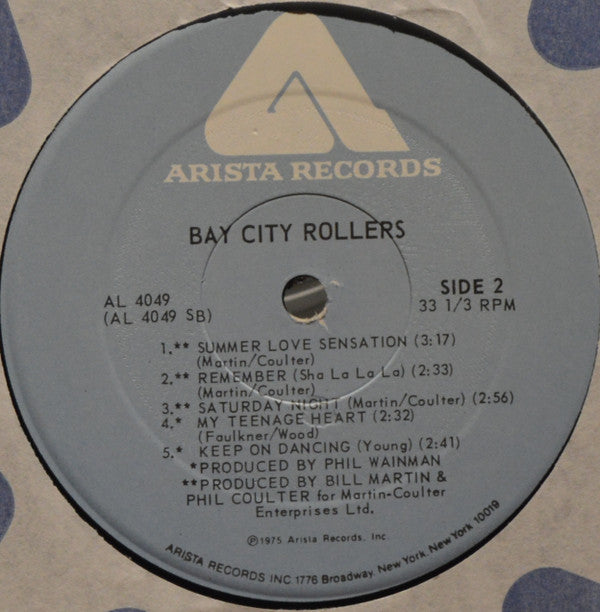 ARISTA RECORDS
BAY CITY ROLLERS
AL 4049
(AL 4049 SB)
SIDE 2
33 1/3 RPM
1.** SUMMER LOVE SENSATION (3:17)
(Martin/Coulter)
2.** REMEMBER (Sha La La La) (2:33)
(Martin/Coulter)
3.** SATURDAY NIGHT (Martin/Coulter) (2:56)
4.* MY TEENAGE HEART (2:32)
(Faulkner/Wood)
5.* KEEP ON DANCING (Young) (2:41)
*PRODUCED BY PHIL WAINMAN
**PRODUCED BY BILL MARTIN &
PHIL COULTER for Martin-Coulter
Enterprises Ltd.
℗1975 Arista Records, Inc.
ARISTA RECORDS INC 1776 Broadway, New York, New York 10019